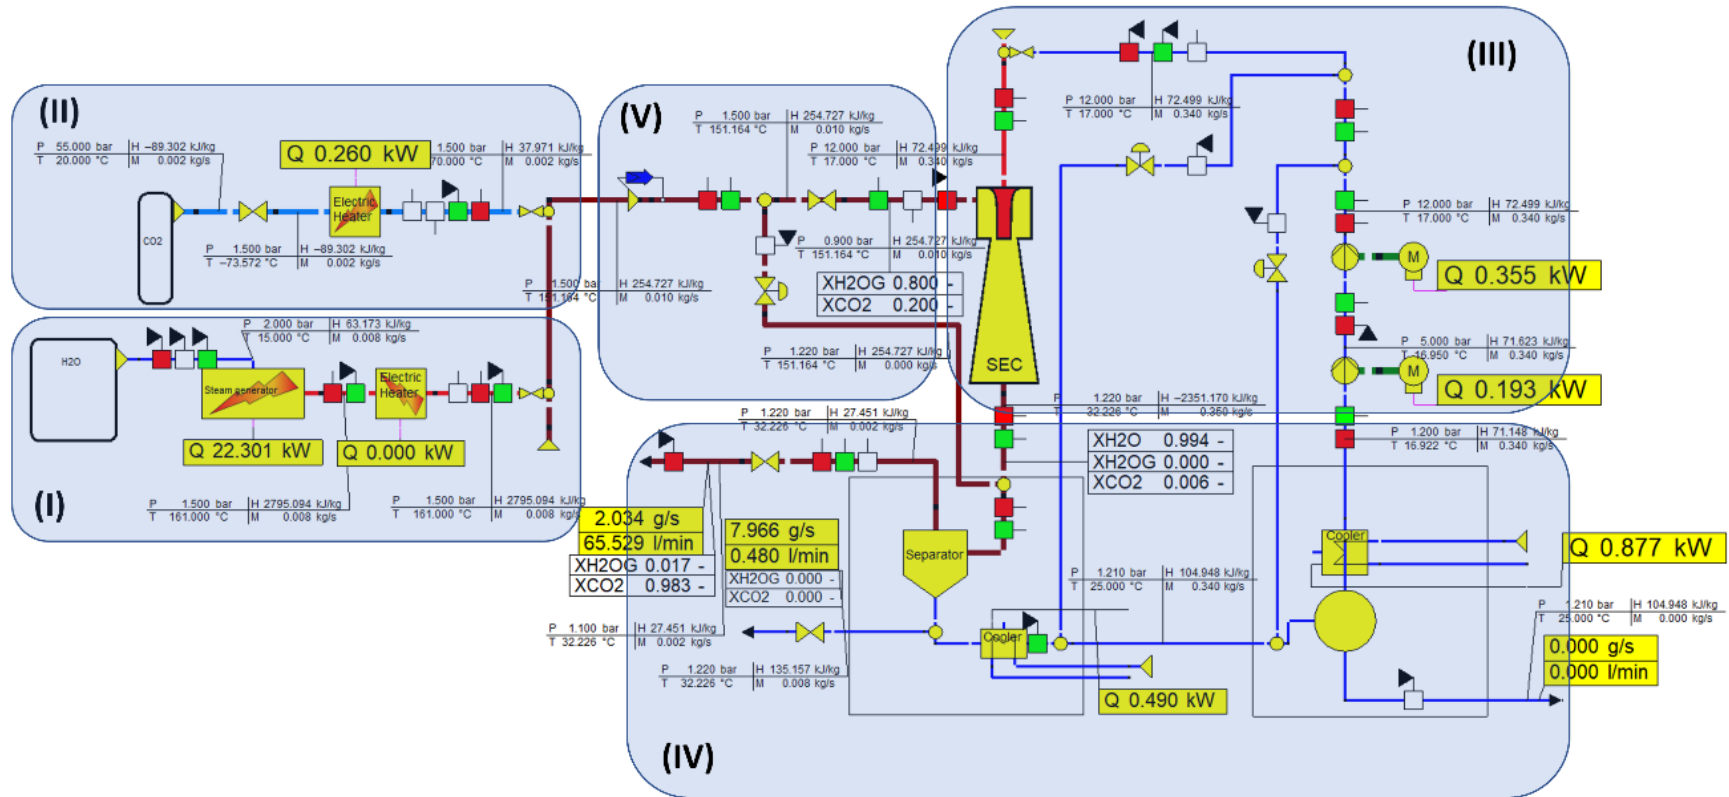 (II)
P 55.000 bar H -89.302 kJ/kg
T 20.000 °C M 0.002 kg/s
Q 0.260 kW
1.500 bar H 37.971 kJ/kg
70.000 °C M 0.002 kg/s
CO2
Electric
Heater
P 1.500 bar H -89.302 kJ/kg
T -73.572 °C M 0.002 kg/s
(I)
H2O
P 2.000 bar H 63.173 kJ/kg
T 15.000 °C M 0.008 kg/s
Steam generator
Electric
Heater
Q 22.301 kW
Q 0.000 kW
P 1.500 bar H 2795.094 kJ/kg
T 161.000 °C M 0.008 kg/s
P 1.500 bar H 2795.094 kJ/kg
T 161.000 °C M 0.008 kg/s
(V)
P 1.500 bar H 254.727 kJ/kg
T 151.164 °C M 0.010 kg/s
P 12.000 bar H 72.499 kJ/kg
T 17.000 °C M 0.340 kg/s
P 0.900 bar H 254.727 kJ/kg
T 151.164 °C M 0.010 kg/s
P 1.500 ba H 254.727 kJ/kg
T 151.164 °C M 0.010 kg/s
XH2OG 0.800 -
XCO2 0.200 -
P 1.220 bar H 254.727 kJ/kg
T 151.164 °C M 0.000 kg/s
(III)
P 12.000 bar H 72.499 kJ/kg
T 17.000 °C M 0.340 kg/s
P 12.000 bar H 72.499 kJ/kg
T 17.000 °C M 0.340 kg/s
M
Q 0.355 kW
P 5.000 bar H 71.623 kJ/kg
T 16.950 °C M 0.340 kg/s
M
Q 0.193 kW
SEC
P 1.220 bar H -2351.170 kJ/kg
T 32.226 °C M 0.350 kg/s
P 1.200 bar H 71.148 kJ/kg
T 16.922 °C M 0.340 kg/s
P 1.220 bar H 27.451 kJ/kg
T 32.226 °C M 0.002 kg/s
XH2O 0.994 -
XH2OG 0.000 -
XCO2 0.006 -
2.034 g/s
65.529 l/min
XH2OG 0.017 -
XCO2 0.983 -
7.966 g/s
0.480 l/min
XH2OG 0.000 -
XCO2 0.000 -
Separator
Cooler
Q 0.877 kW
P 1.210 bar H 104.948 kJ/kg
T 25.000 °C M 0.340 kg/s
P 1.210 bar H 104.948 kJ/kg
T 25.000 °C M 0.000 kg/s
P 1.100 bar H 27.451 kJ/kg
T 32.226 °C M 0.002 kg/s
Cooler
0.000 g/s
0.000 l/min
P 1.220 bar H 135.157 kJ/kg
T 32.226 °C M 0.008 kg/s
Q 0.490 kW
(IV)